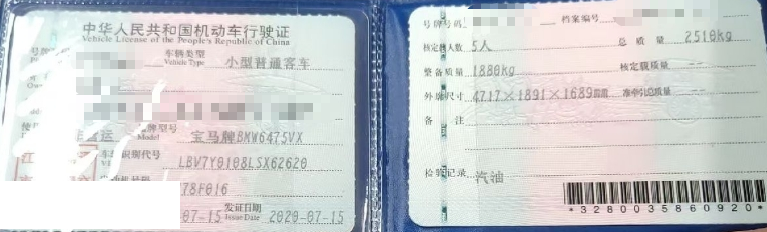 中华人民共和国机动车行驶证
Vehicle License of the People's Republic of China
车辆类型 小型普通客车
Vehicle Type
品牌型号 宝马牌BMW6475VX
Model
车辆识别代号 LBV7Y0108LSX62620
78F016
07-15 发证日期 2020-07-15
Issue Date
号牌号码 档案编号
核定载人数 5人 总质量 2510kg
整备质量 1880kg 核定载质量 --
外廓尺寸 4717×1891×1689mm 准牵引总质量 --
备注
检验记录 汽油
*3280035860920*